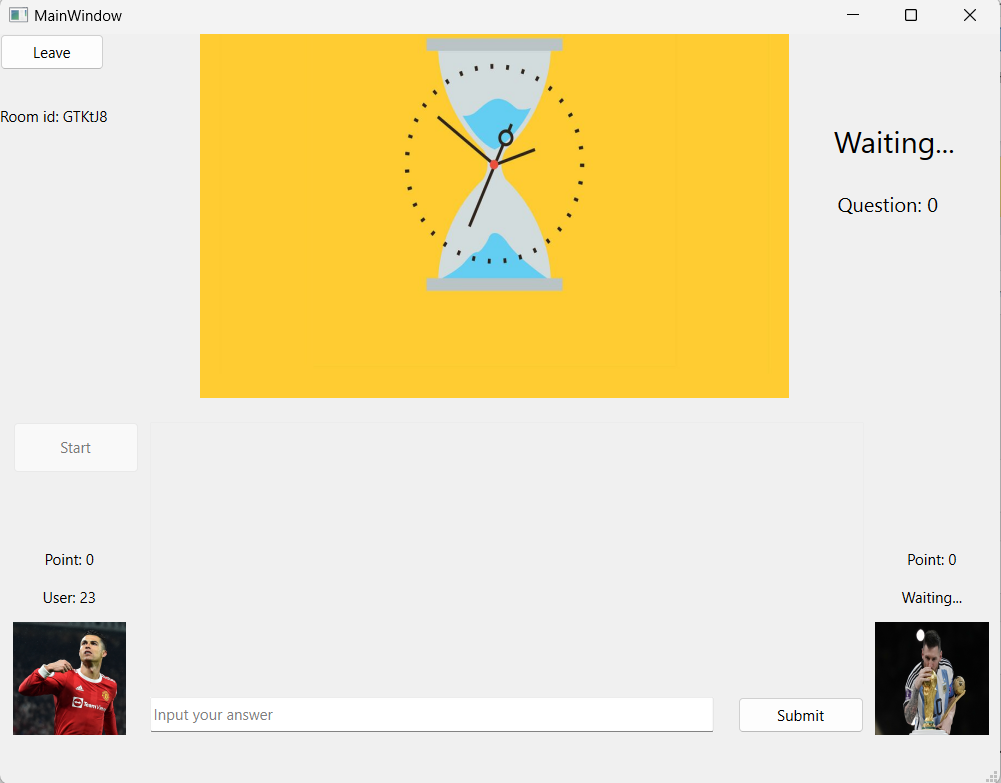 MainWindow
Leave
Room id: GTKtJ8
Waiting...
Question: 0
Start
Point: 0
User: 23
Point: 0
Waiting...
Input your answer
Submit